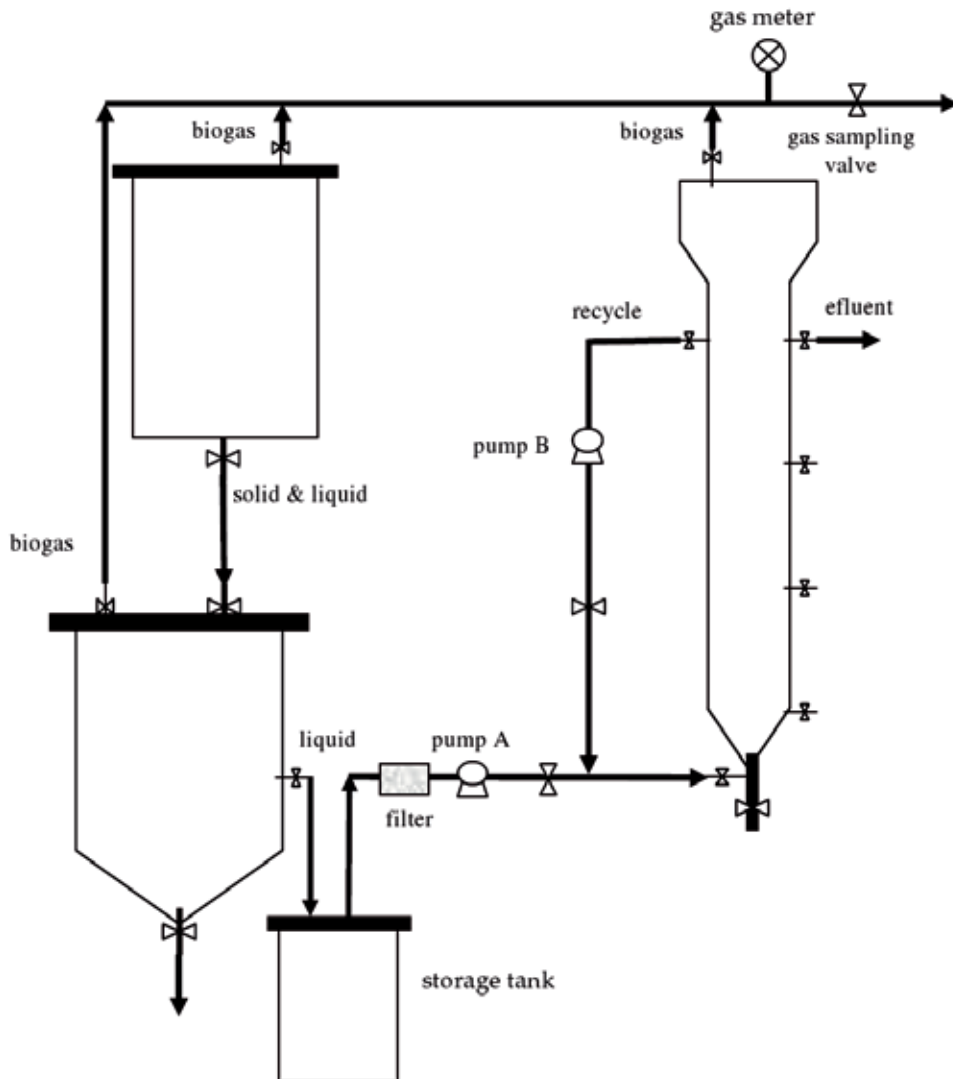 gas meter
biogas
biogas
gas sampling
valve
recycle
efluent
pump B
solid & liquid
biogas
liquid
pump A
filter
storage tank